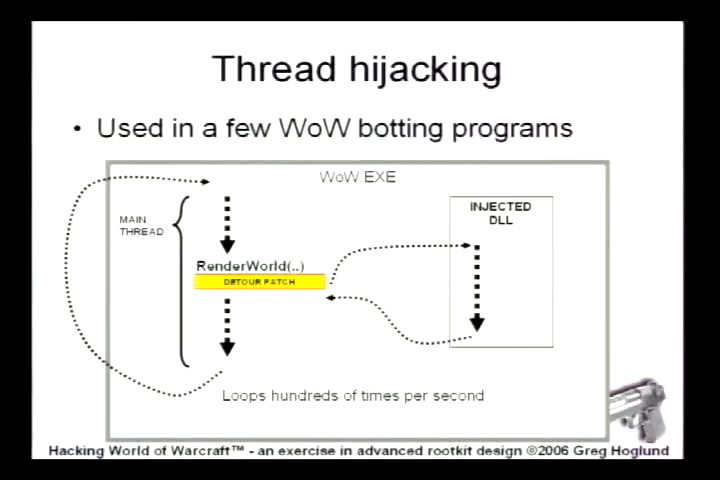 Thread hijacking
• Used in a few WoW botting programs
WoW.EXE
MAIN
THREAD
INJECTED
DLL
RenderWorld(..)
DETOUR PATCH
Loops hundreds of times per second
Hacking World of Warcraft™ - an exercise in advanced rootkit design ©2006 Greg Hoglund